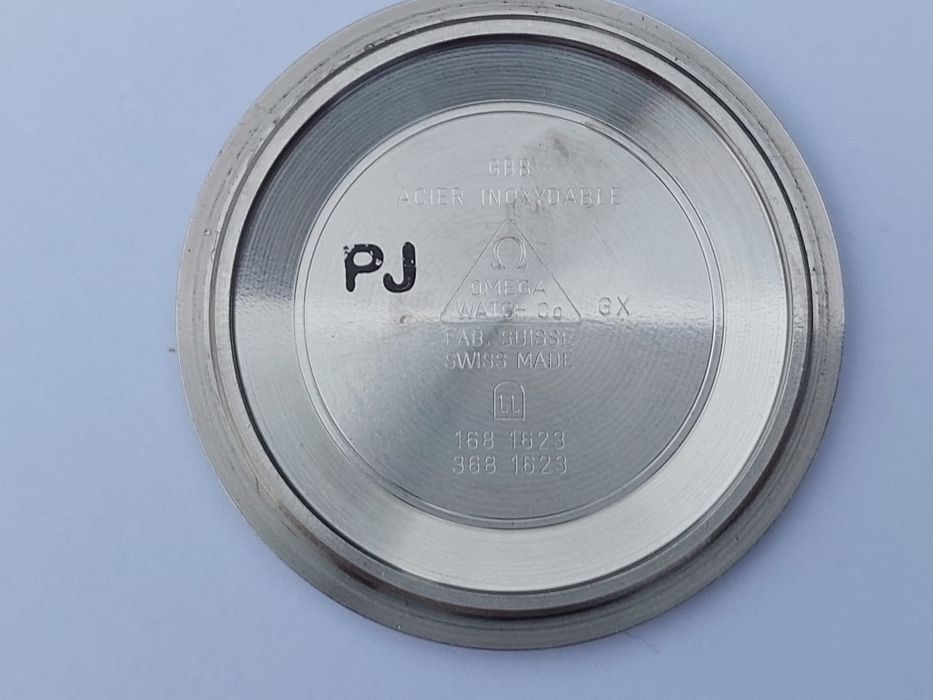 GBB
ACIER INOXYDABLE
PJ
Ω
OMEGA
WATCH Co
GX
FAB. SUISSE
SWISS MADE
168 1623
368 1623